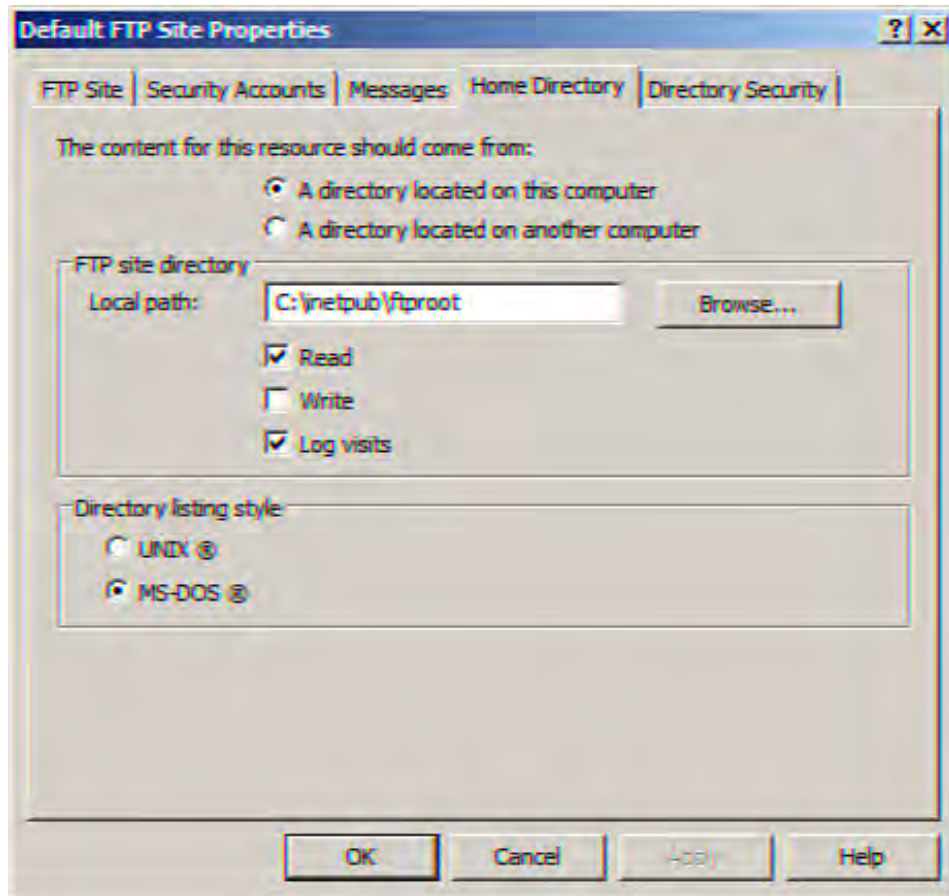 Default FTP Site Properties
FTP Site Security Accounts Messages Home Directory Directory Security
The content for this resource should come from:
A directory located on this computer
A directory located on another computer
FTP site directory
Local path: C:\inetpub\ftproot Browse...
Read
Write
Log visits
Directory listing style
UNIX ®
MS-DOS ®
OK Cancel Apply Help